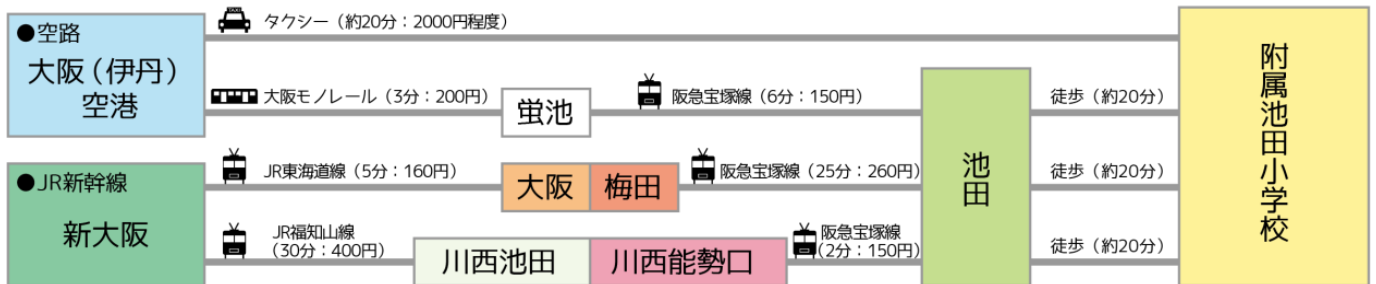 ●空路
大阪（伊丹）
空港
タクシー（約20分：2000円程度）
大阪モノレール（3分：200円）
蛍池
阪急宝塚線（6分：150円）
徒歩（約20分）
●JR新幹線
新大阪
JR東海道線（5分：160円）
大阪 梅田
阪急宝塚線（25分：260円）
徒歩（約20分）
JR福知山線
（30分：400円）
川西池田 川西能勢口
阪急宝塚線
（2分：150円）
徒歩（約20分）
池田
附属池田小学校